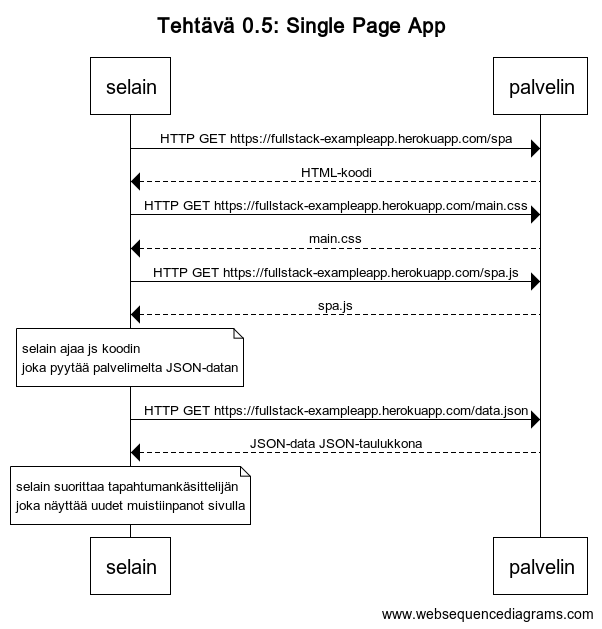 Tehtävä 0.5: Single Page App
selain
palvelin
HTTP GET https://fullstack-exampleapp.herokuapp.com/spa
HTML-koodi
HTTP GET https://fullstack-exampleapp.herokuapp.com/main.css
main.css
HTTP GET https://fullstack-exampleapp.herokuapp.com/spa.js
spa.js
selain ajaa js koodin
joka pyytää palvelimelta JSON-datan
HTTP GET https://fullstack-exampleapp.herokuapp.com/data.json
JSON-data JSON-taulukkona
selain suorittaa tapahtumankäsittelijän
joka näyttää uudet muistiinpanot sivulla
selain
palvelin
www.websequencediagrams.com